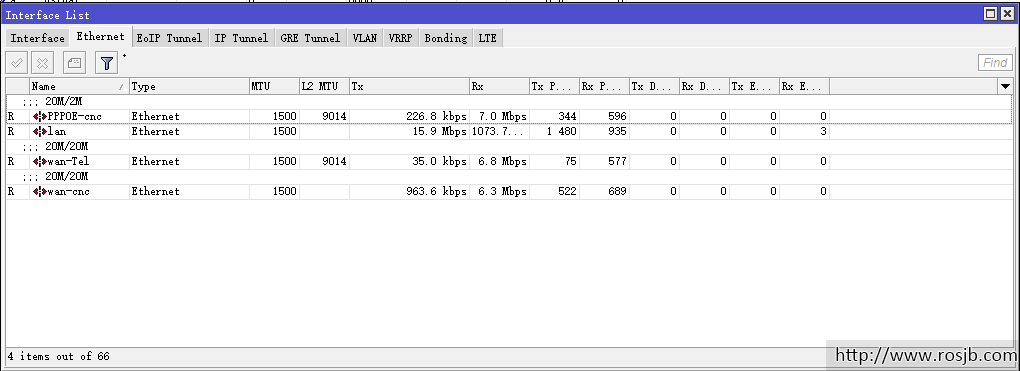 Interface List
Interface Ethernet EoIP Tunnel IP Tunnel GRE Tunnel VLAN VRRP Bonding LTE
Find
Name / Type MTU L2 MTU Tx Rx Tx P... Rx P... Tx D... Rx D... Tx E... Rx E...
;;; 20M/2M
R PPPOE-cnc Ethernet 1500 9014 226.8 kbps 7.0 Mbps 344 596 0 0 0 0
R lan Ethernet 1500 15.9 Mbps 1073.7... 1 480 935 0 0 0 3
;;; 20M/20M
R wan-Tel Ethernet 1500 9014 35.0 kbps 6.8 Mbps 75 577 0 0 0 0
;;; 20M/20M
R wan-cnc Ethernet 1500 963.6 kbps 6.3 Mbps 522 689 0 0 0 0
4 items out of 66
http://www.rosjb.com